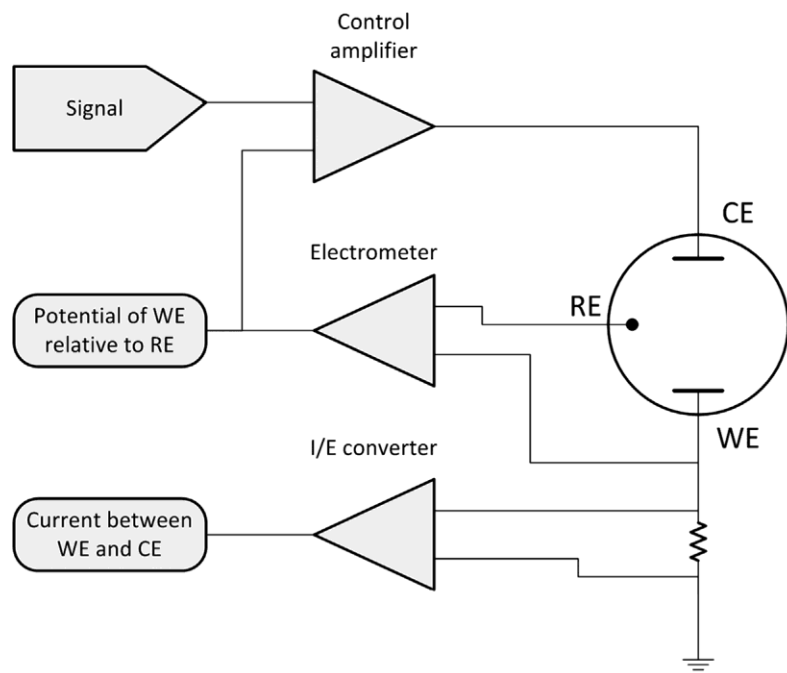 Control
amplifier
Signal
CE
Electrometer
RE
Potential of WE
relative to RE
WE
I/E converter
Current between
WE and CE